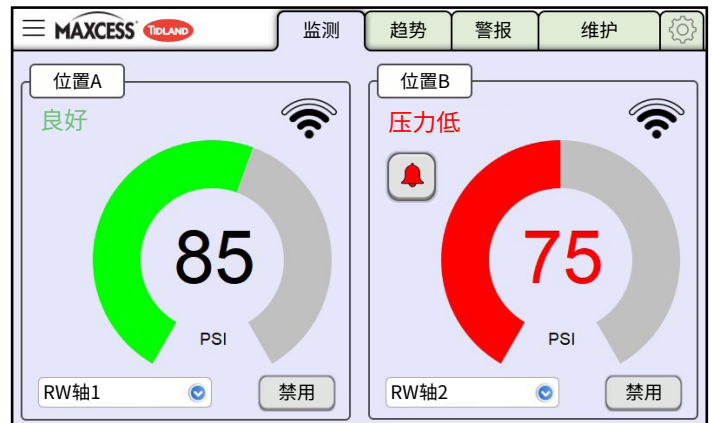 MAXCESS TIDLAND 监测 趋势 警报 维护
位置A
良好
85
PSI
RW轴1 禁用
位置B
压力低
75
PSI
RW轴2 禁用